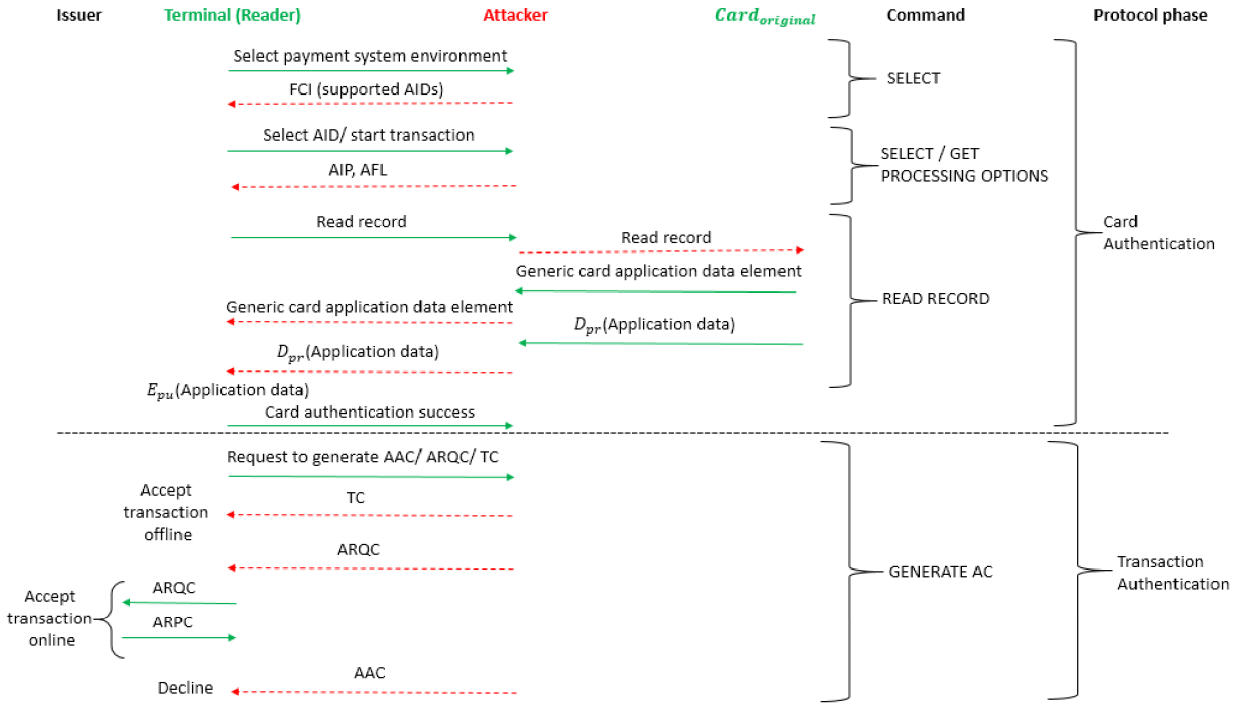 Issuer
Terminal (Reader)
Attacker
Card_original
Command
Protocol phase
Select payment system environment
FCI (supported AIDs)
SELECT
Select AID/ start transaction
AIP, AFL
SELECT / GET
PROCESSING OPTIONS
Read record
Read record
Generic card application data element
Generic card application data element
D_pr(Application data)
D_pr(Application data)
READ RECORD
E_pu(Application data)
Card authentication success
Card
Authentication
Request to generate AAC/ ARQC/ TC
Accept
transaction
offline
TC
ARQC
GENERATE AC
Transaction
Authentication
Accept
transaction
online
ARQC
ARPC
Decline
AAC